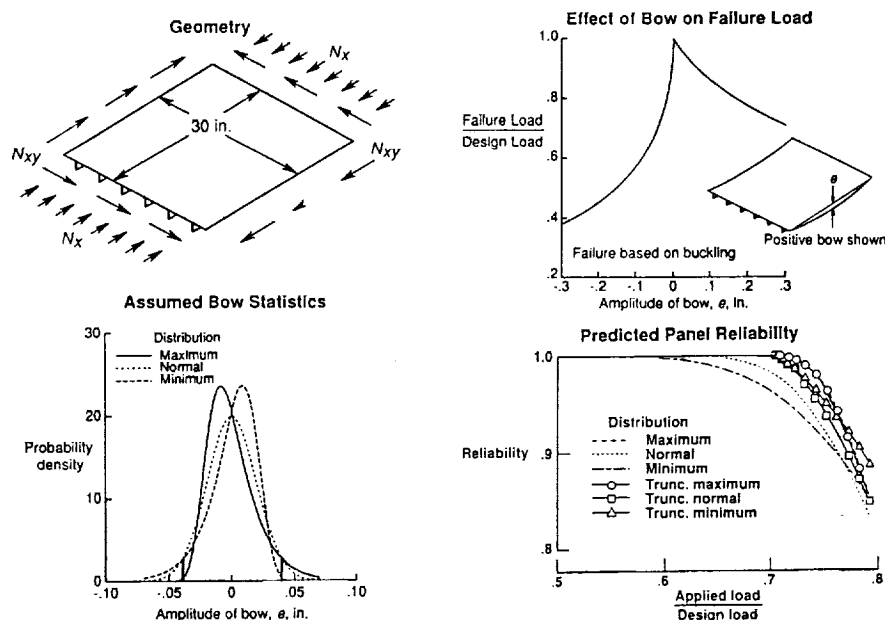 Geometry
Nx
30 in.
Nxy
Nxy
Nx
Effect of Bow on Failure Load
1.0
.8
Failure Load
Design Load
.6
.4
.2
e
Positive bow shown
Failure based on buckling
-.3 -.2 -.1 0 .1 .2 .3
Amplitude of bow, e, in.
Assumed Bow Statistics
30
20
10
0
Probability
density
Distribution
Maximum
Normal
Minimum
-.10 -.05 0 .05 .10
Amplitude of bow, e, in.
Predicted Panel Reliability
1.0
.9
.8
Reliability
Distribution
Maximum
Normal
Minimum
Trunc. maximum
Trunc. normal
Trunc. minimum
.5 .6 .7 .8
Applied load
Design load